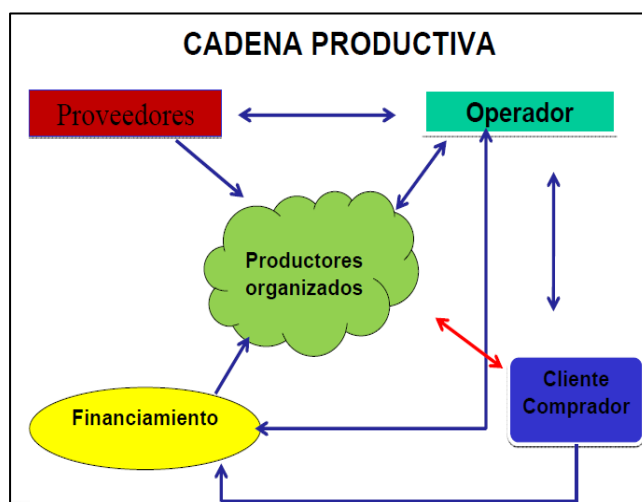 CADENA PRODUCTIVA
Proveedores
Operador
Productores
organizados
Financiamiento
Cliente
Comprador